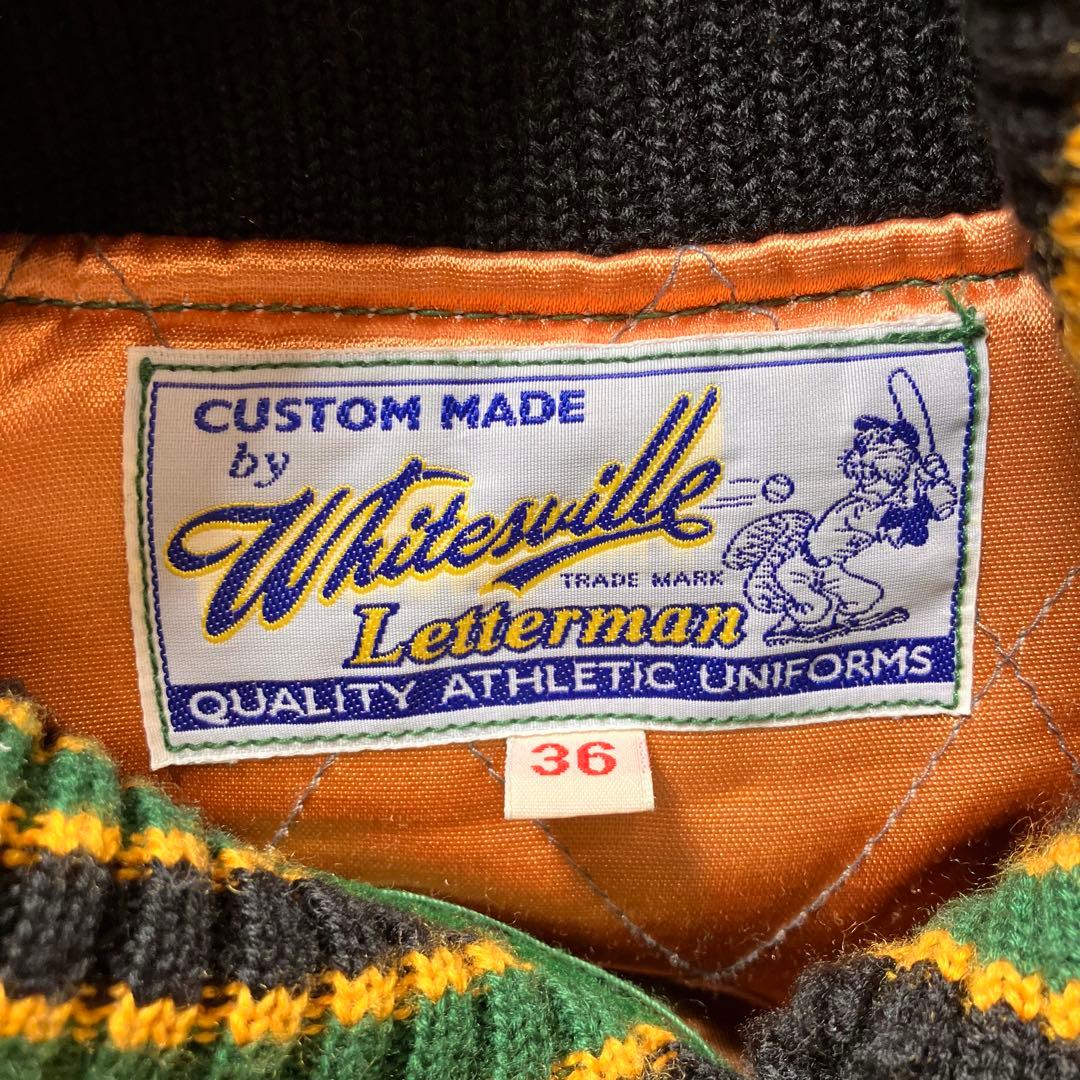 CUSTOM MADE
by
Whitesville
TRADE MARK
Letterman
QUALITY ATHLETIC UNIFORMS
36